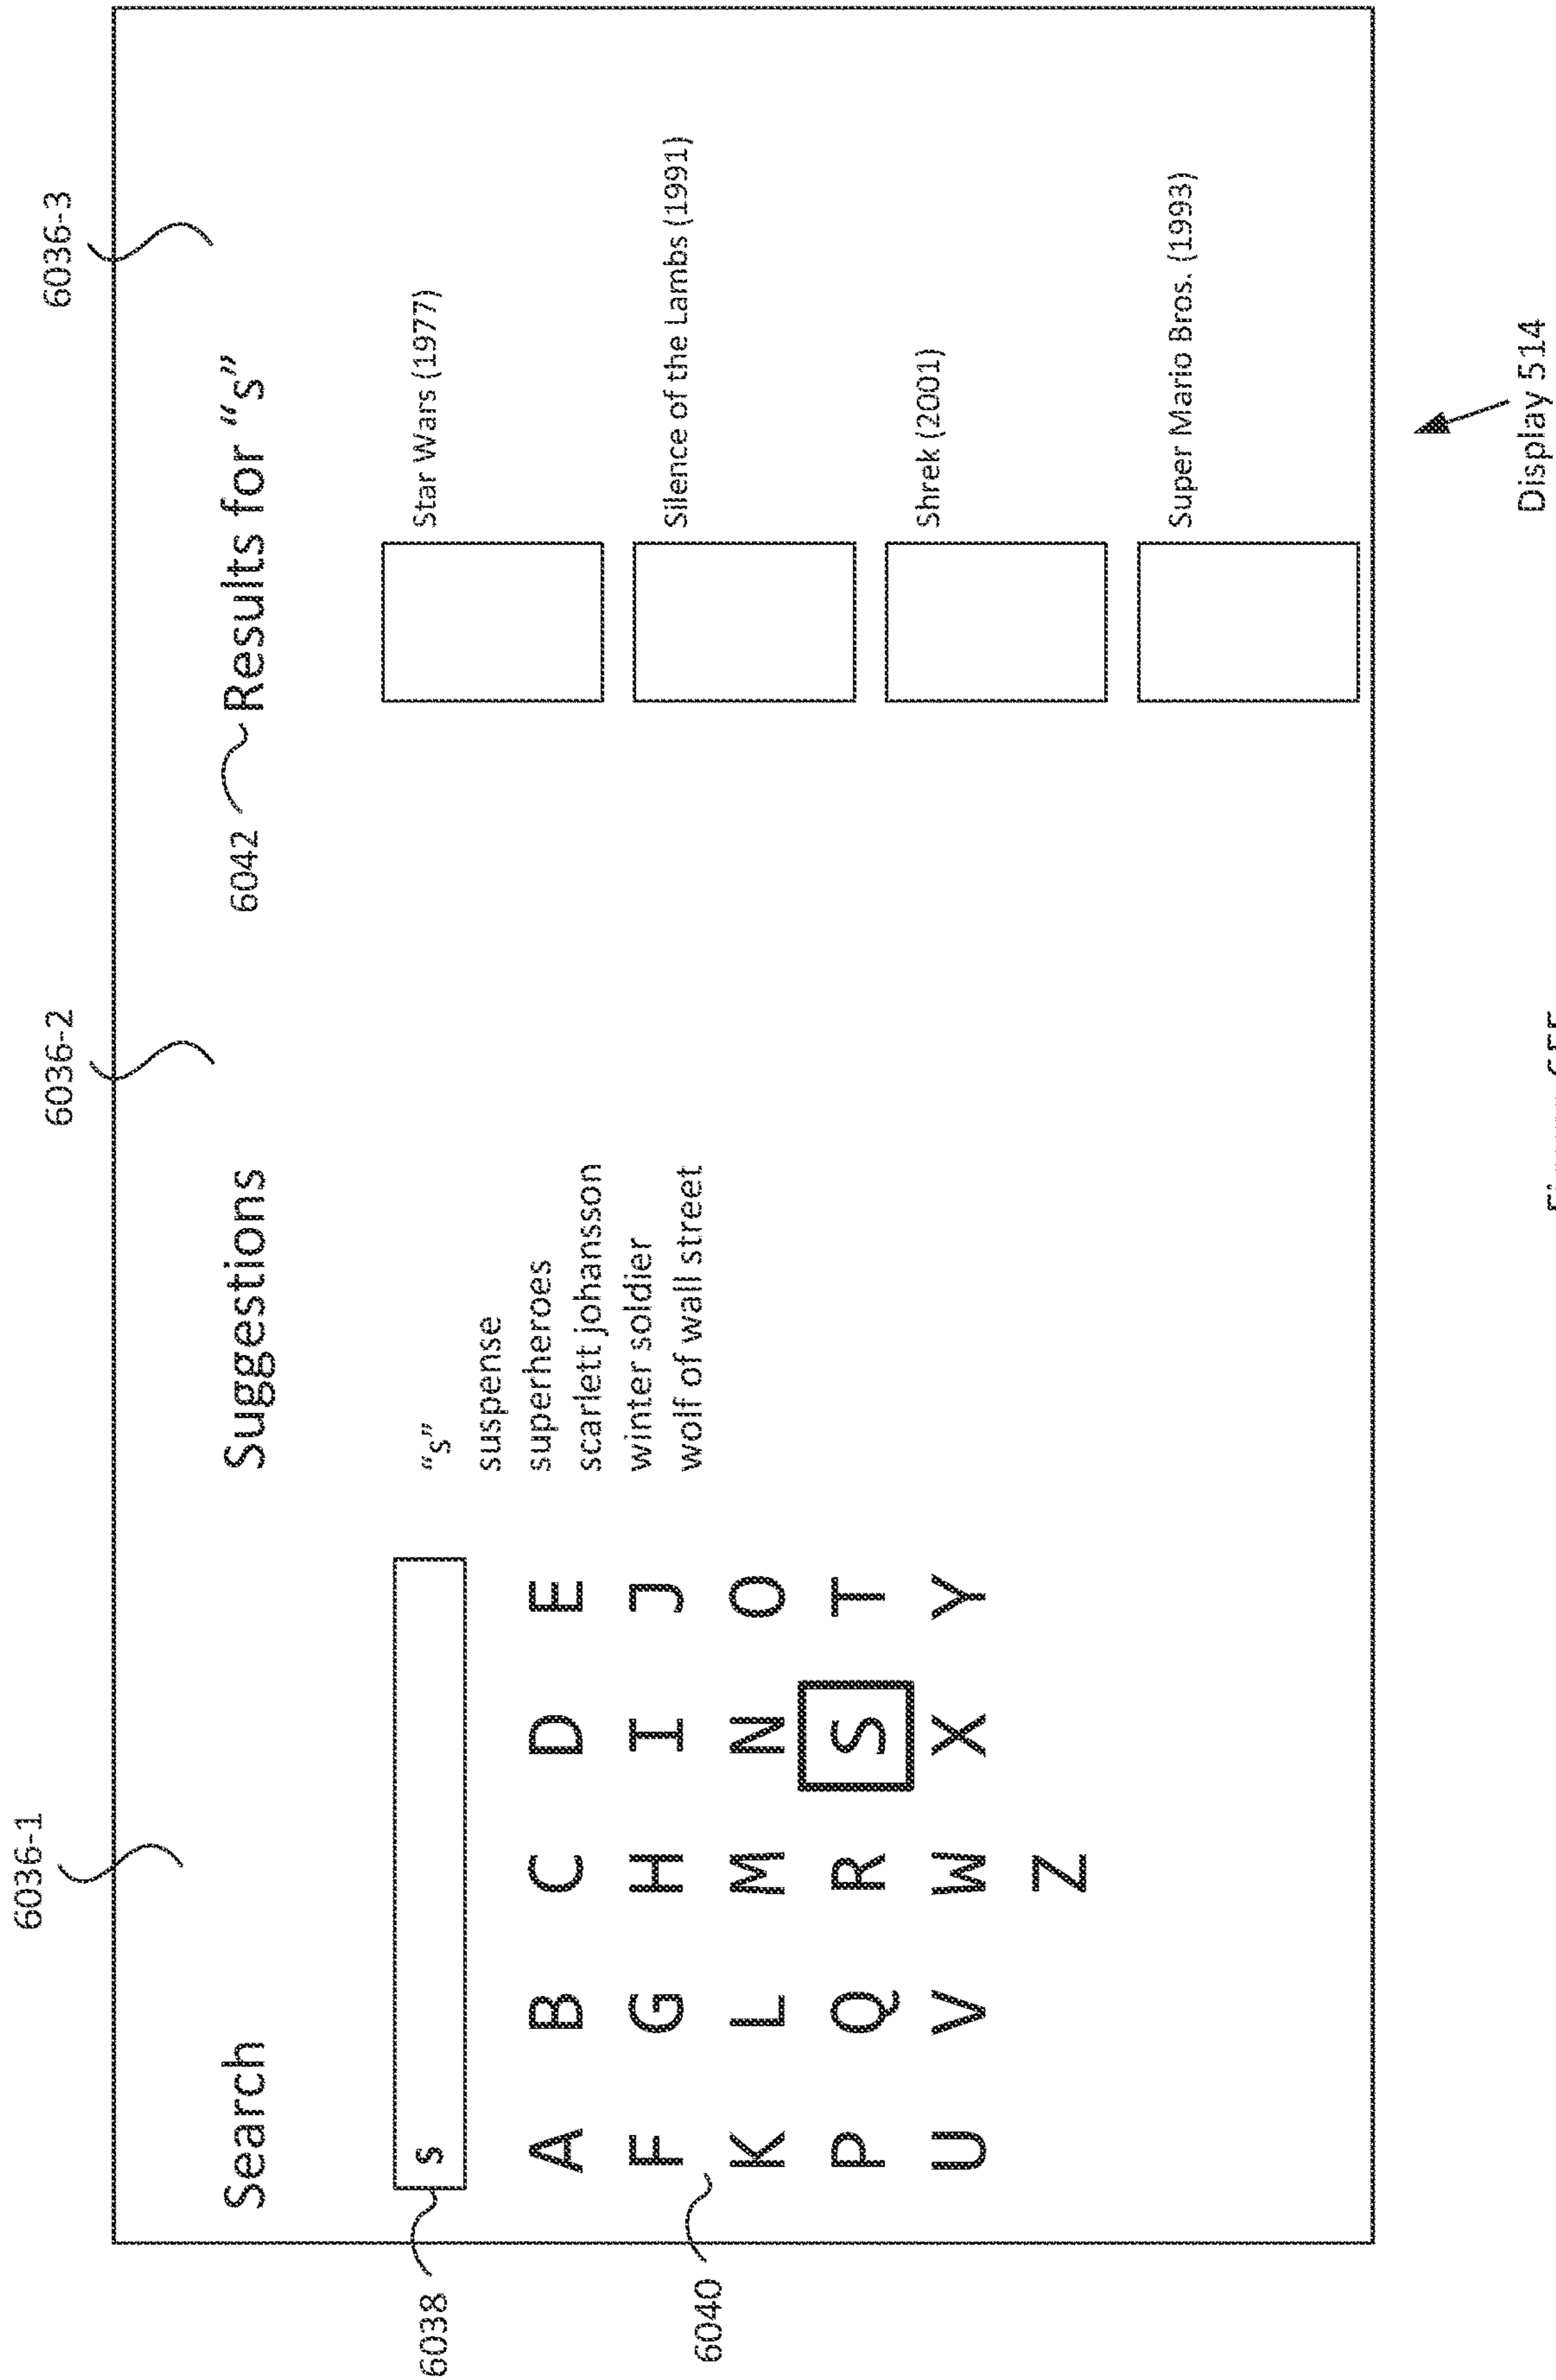 6036-1
6036-2
6036-3
Search
Suggestions
6042
Results for “s”
6038
s
“s”
suspense
superheroes
scarlett johansson
winter soldier
wolf of wall street
6040
A B C D E
F G H I J
K L M N O
P Q R S T
U V W X Y
Z
Star Wars (1977)
Silence of the Lambs (1991)
Shrek (2001)
Super Mario Bros. (1993)
Display 514